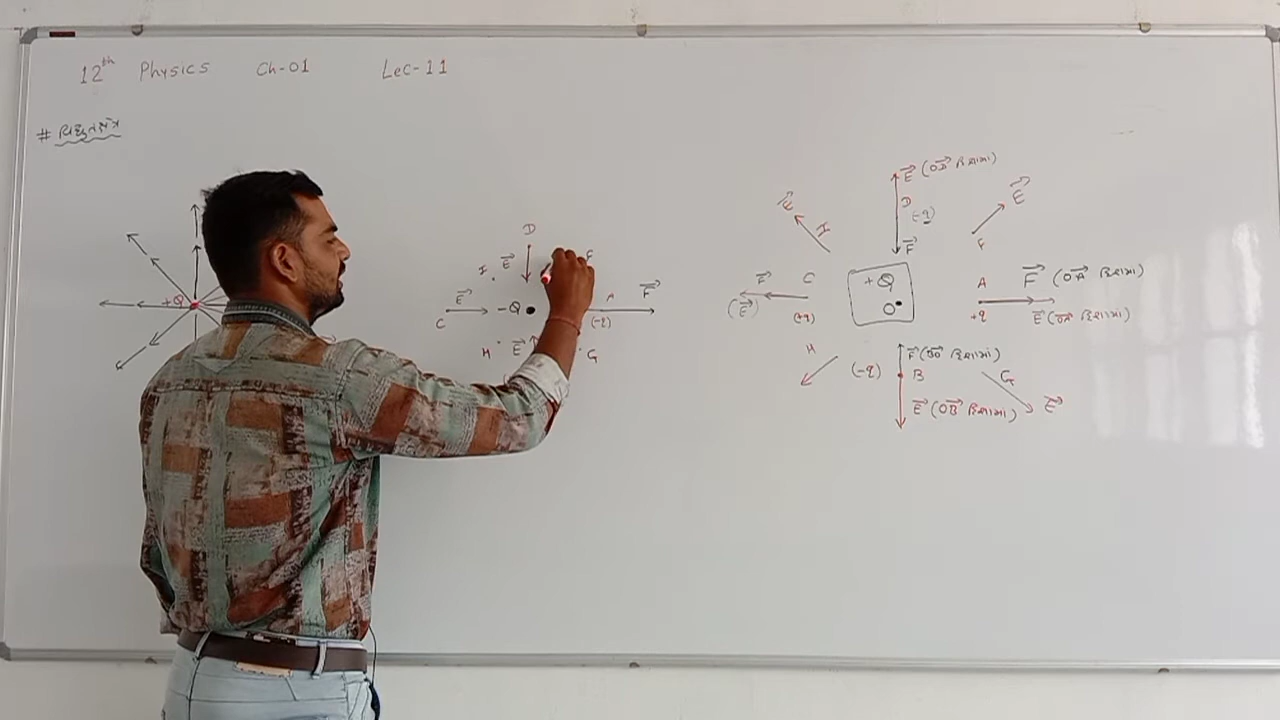 12th Physics Ch-01 Lec-11
# વિદ્યુતક્ષેત્ર
+Q
D
I E⃗ F
E⃗ A F⃗
C -Q (-q)
H E⃗ G
E⃗ (OD⃗ દિશામાં)
E⃗ I D E⃗
(-q) F
F⃗
F⃗ C +Q A F⃗ (OA⃗ દિશામાં)
(E⃗) (+q) O +q E⃗ (OA⃗ દિશામાં)
H F⃗ (BO⃗ દિશામાં)
(-q) B G
E⃗ (OB⃗ દિશામાં) E⃗